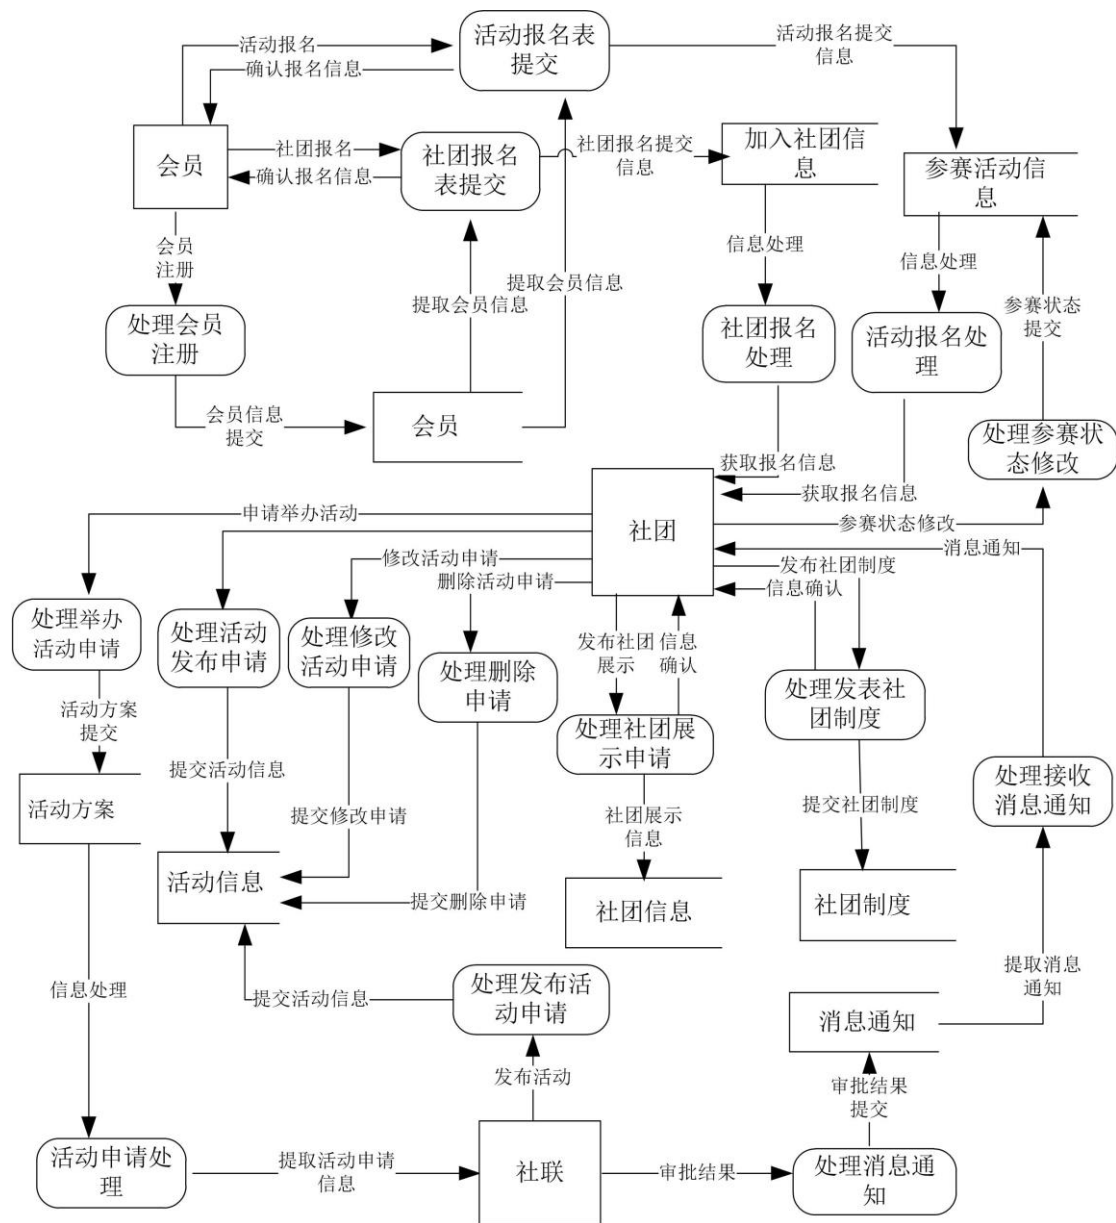 活动报名
确认报名信息
活动报名表
提交
活动报名提交
信息
会员
社团报名
确认报名信息
社团报名
表提交
社团报名提交
信息
加入社团信
息
参赛活动信
息
会员
注册
提取会员信息
提取会员信息
信息处理
信息处理
参赛状态
提交
处理会员
注册
社团报名
处理
活动报名处
理
会员信息
提交
会员
处理参赛状
态修改
获取报名信息
获取报名信息
社团
申请举办活动
参赛状态修改
修改活动申请
删除活动申请
消息通知
发布社团制度
信息确认
处理举办
活动申请
处理活动
发布申请
处理修改
活动申请
处理删除
申请
发布社团
展示
信息
确认
处理发表社
团制度
活动方案
提交
处理社团展
示申请
提交活动信息
提交修改申请
处理接收
消息通知
活动方案
社团展示
信息
提交社团制度
活动信息
提交删除申请
社团信息
社团制度
信息处理
提交活动信息
处理发布活
动申请
提取消息
通知
消息通知
发布活动
审批结果
提交
活动申请处
理
提取活动申请
信息
社联
审批结果
处理消息通
知